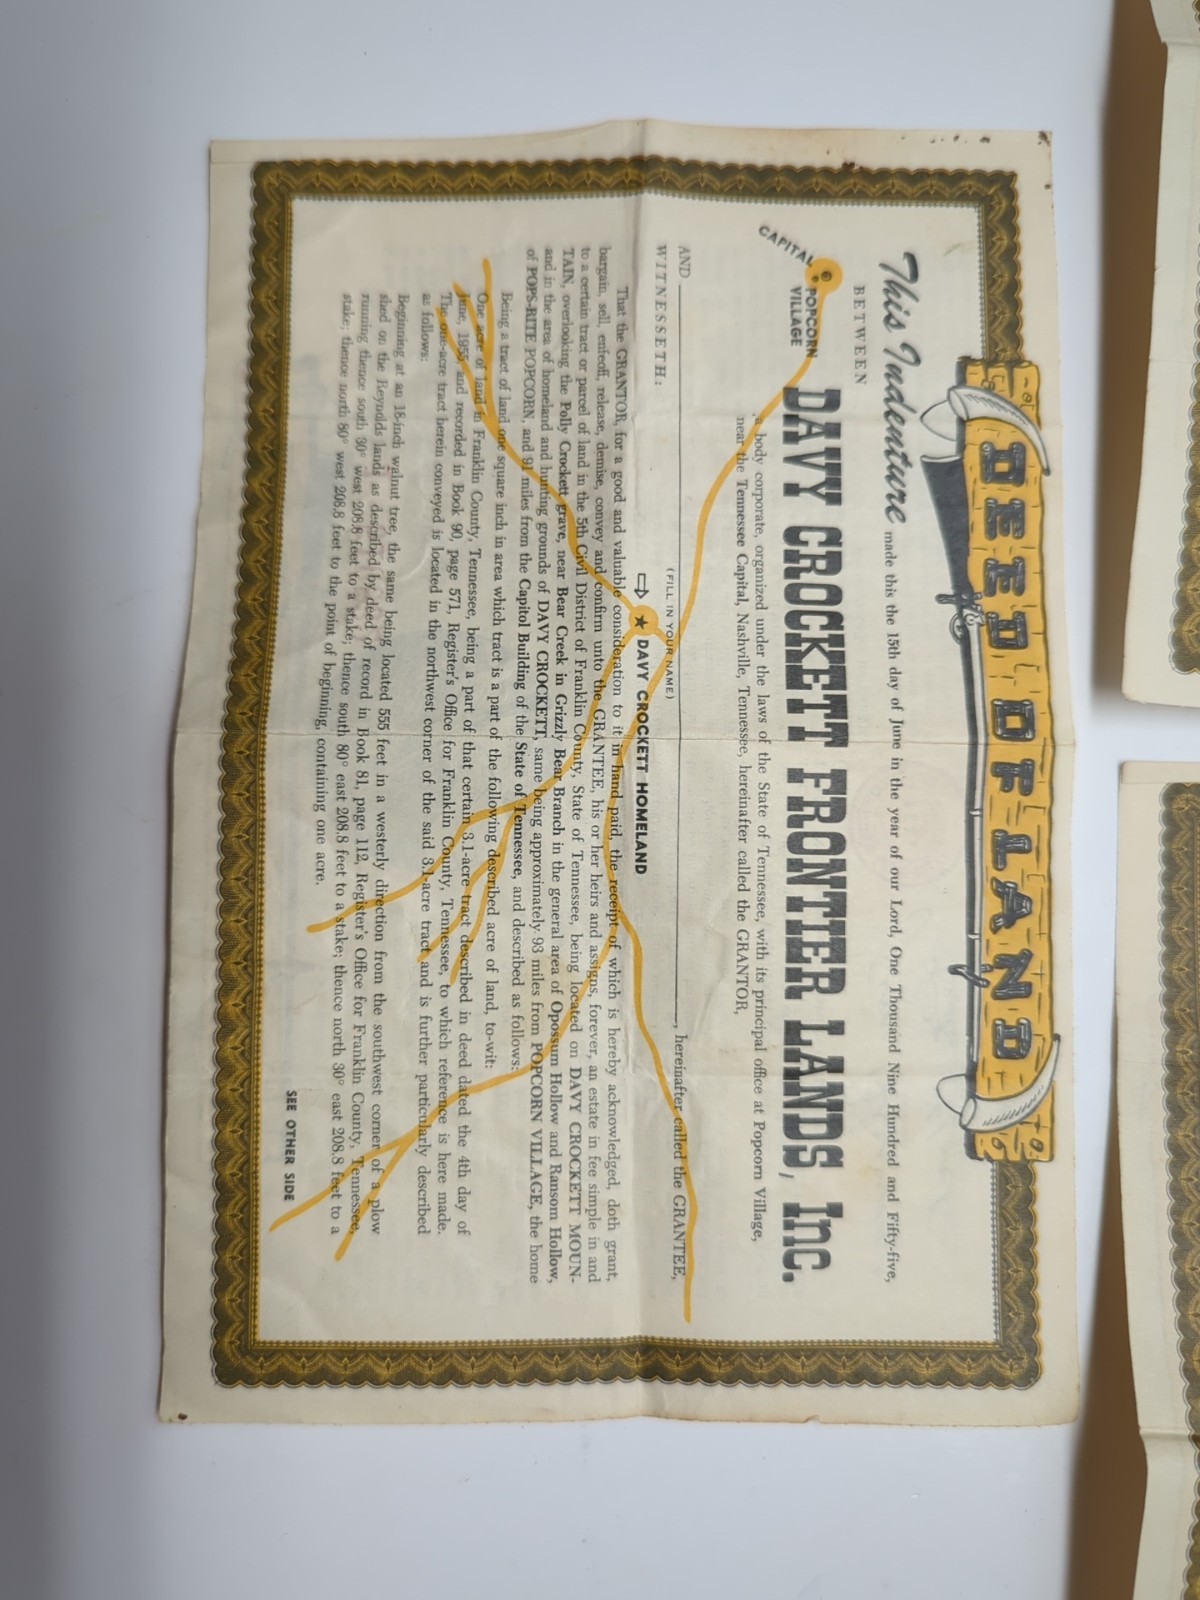 DEED OF LAND
This Indenture made this the 15th day of June in the year of our Lord, One Thousand Nine Hundred and Fifty-five,
BETWEEN
DAVY CROCKETT FRONTIER LANDS, Inc.
a body corporate, organized under the laws of the State of Tennessee, with its principal office at Popcorn Village,
near the Tennessee Capital, Nashville, Tennessee, hereinafter called the GRANTOR,
CAPITAL
POPCORN
VILLAGE
AND , hereinafter called the GRANTEE,
(FILL IN YOUR NAME)
WITNESSETH:
DAVY CROCKETT HOMELAND
That the GRANTOR, for a good and valuable consideration to it in hand paid, the receipt of which is hereby acknowledged, doth grant,
bargain, sell, enfeoff, release, demise, convey and confirm unto the GRANTEE, his or her heirs and assigns, forever, an estate in fee simple in and
to a certain tract or parcel of land in the 5th Civil District of Franklin County, State of Tennessee, being located on DAVY CROCKETT MOUN-
TAIN, overlooking the Polly Crockett grave, near Bear Creek in Grizzly Bear Branch in the general area of Opossum Hollow and Ransom Hollow,
and in the area of homeland and hunting grounds of DAVY CROCKETT, same being approximately 93 miles from POPCORN VILLAGE, the home
of POPS-RITE POPCORN, and 91 miles from the Capitol Building of the State of Tennessee, and described as follows:
Being a tract of land one square inch in area which tract is a part of the following described acre of land, to-wit:
One acre of land in Franklin County, Tennessee, being a part of that certain 3.1-acre tract described in deed dated the 4th day of
June, 1955 and recorded in Book 90, page 571, Register's Office for Franklin County, Tennessee, to which reference is here made.
The one-acre tract herein conveyed is located in the northwest corner of the said 3.1-acre tract and is further particularly described
as follows:
Beginning at an 18-inch walnut tree, the same being located 555 feet in a westerly direction from the southwest corner of a plow
shed on the Reynolds lands as described by deed of record in Book 81, page 112, Register's Office for Franklin County, Tennessee,
running thence south 30° west 208.8 feet to a stake; thence south 80° east 208.8 feet to a stake; thence north 30° east 208.8 feet to a
stake; thence north 80° west 208.8 feet to the point of beginning, containing one acre.
SEE OTHER SIDE